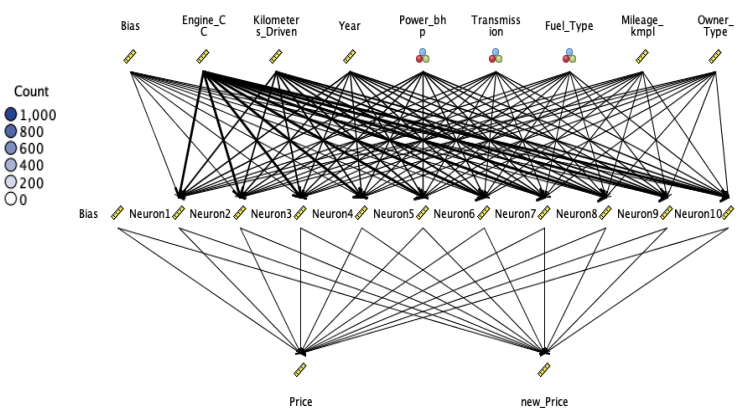 Bias
Engine_C
C
Kilometer
s_Driven
Year
Power_bh
p
Transmiss
ion
Fuel_Type
Mileage_
kmpl
Owner_
Type
Count
1,000
800
600
400
200
0
Bias Neuron1 Neuron2 Neuron3 Neuron4 Neuron5 Neuron6 Neuron7 Neuron8 Neuron9 Neuron10
Price new_Price